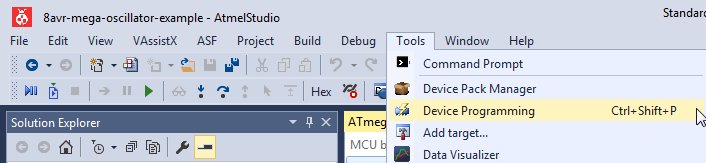 8avr-mega-oscillator-example - AtmelStudio
Standard
File Edit View VAssistX ASF Project Build Debug Tools Window Help
Command Prompt
Device Pack Manager
Hex
Device Programming Ctrl+Shift+P
Solution Explorer
ATmeg
Add target...
MCU b
Data Visualizer